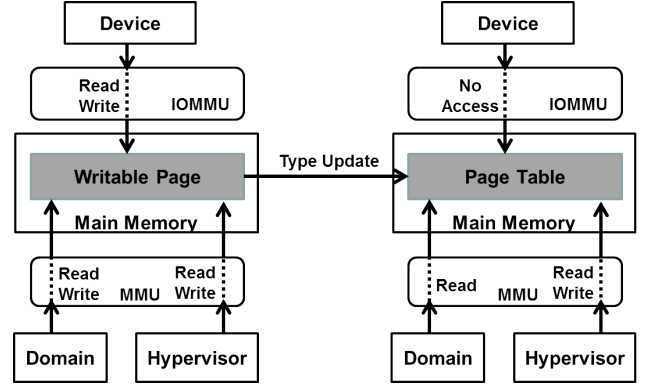 Device
Read
Write
IOMMU
Writable Page
Main Memory
Read
Write
MMU
Read
Write
Domain
Hypervisor
Type Update
Device
No
Access
IOMMU
Page Table
Main Memory
Read
MMU
Read
Write
Domain
Hypervisor